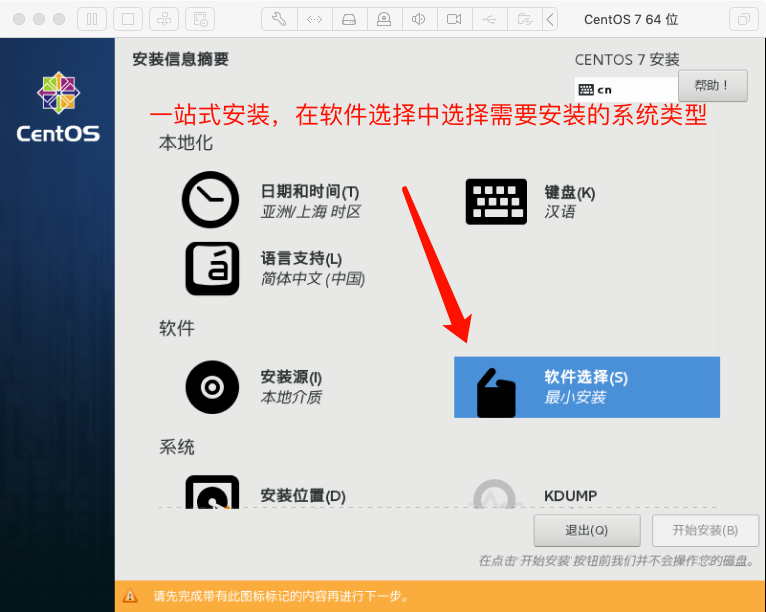 CentOS 7 64 位
安装信息摘要
CENTOS 7 安装
cn
帮助！
CentOS
一站式安装，在软件选择中选择需要安装的系统类型
本地化
日期和时间(T)
亚洲/上海 时区
键盘(K)
汉语
语言支持(L)
简体中文 (中国)
软件
安装源(I)
本地介质
软件选择(S)
最小安装
系统
安装位置(D)
KDUMP
退出(Q)
开始安装(B)
在点击'开始安装'按钮前我们并不会操作您的磁盘。
请先完成带有此图标标记的内容再进行下一步。